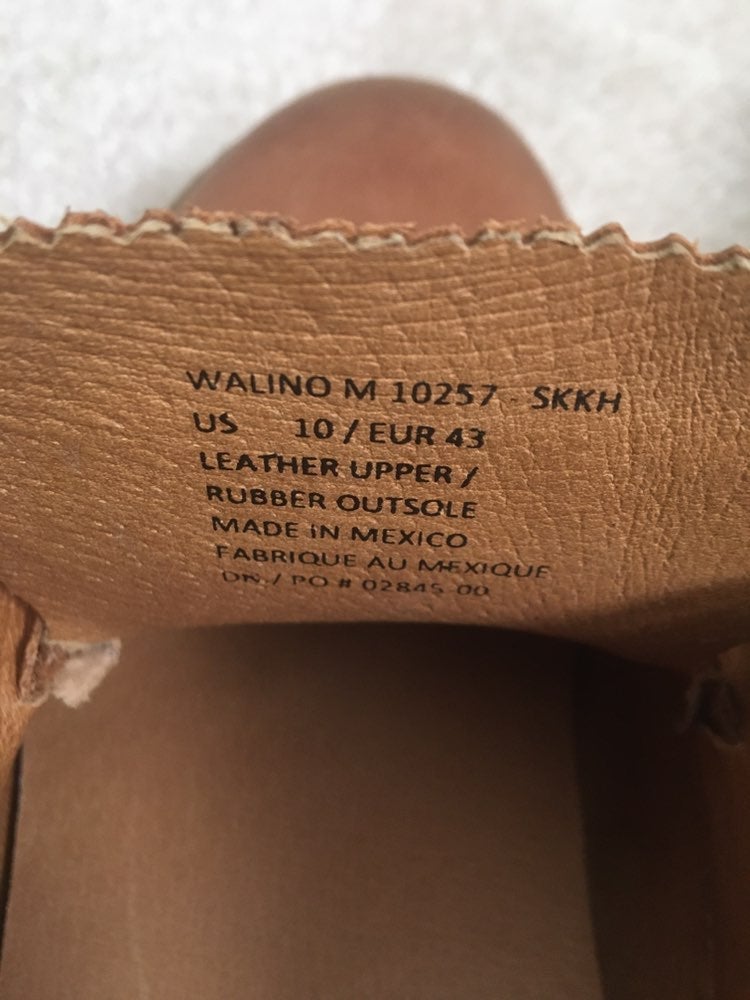 WALINO M 10257 - SKKH
US 10 / EUR 43
LEATHER UPPER /
RUBBER OUTSOLE
MADE IN MEXICO
FABRIQUE AU MEXIQUE
DN./ PO # 02845-00